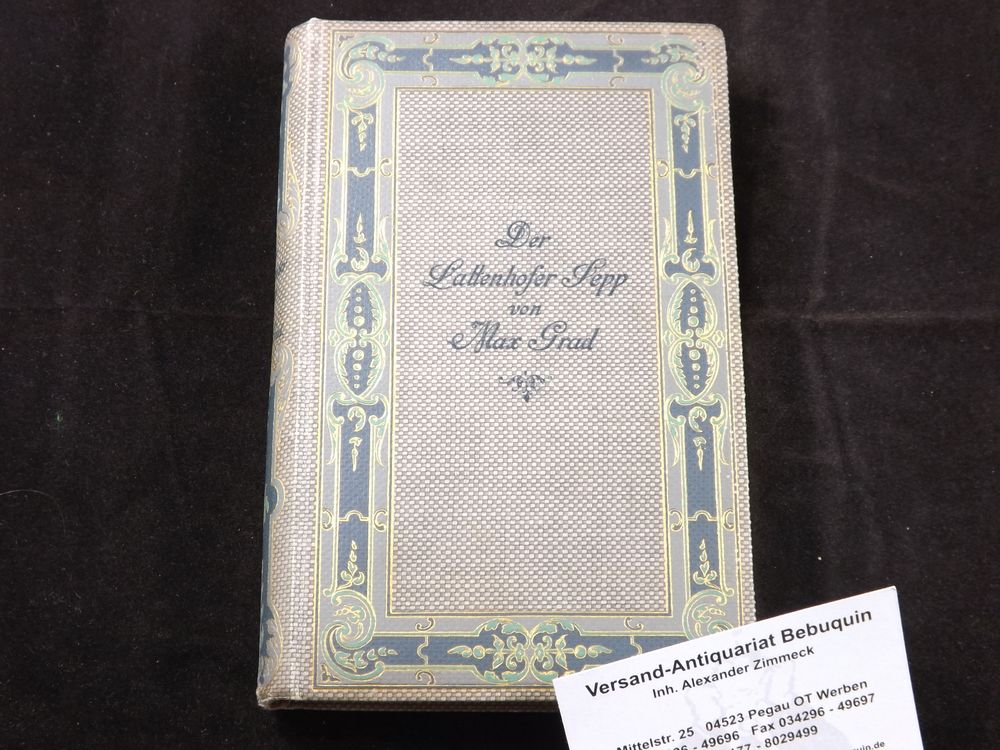 Der
Lattenhofer Sepp
von
Max Grad
Versand-Antiquariat Bebuquin
Inh. Alexander Zimmeck
Mittelstr. 25 04523 Pegau OT Werben
- 49696 Fax 034296 - 49697
- 8029499